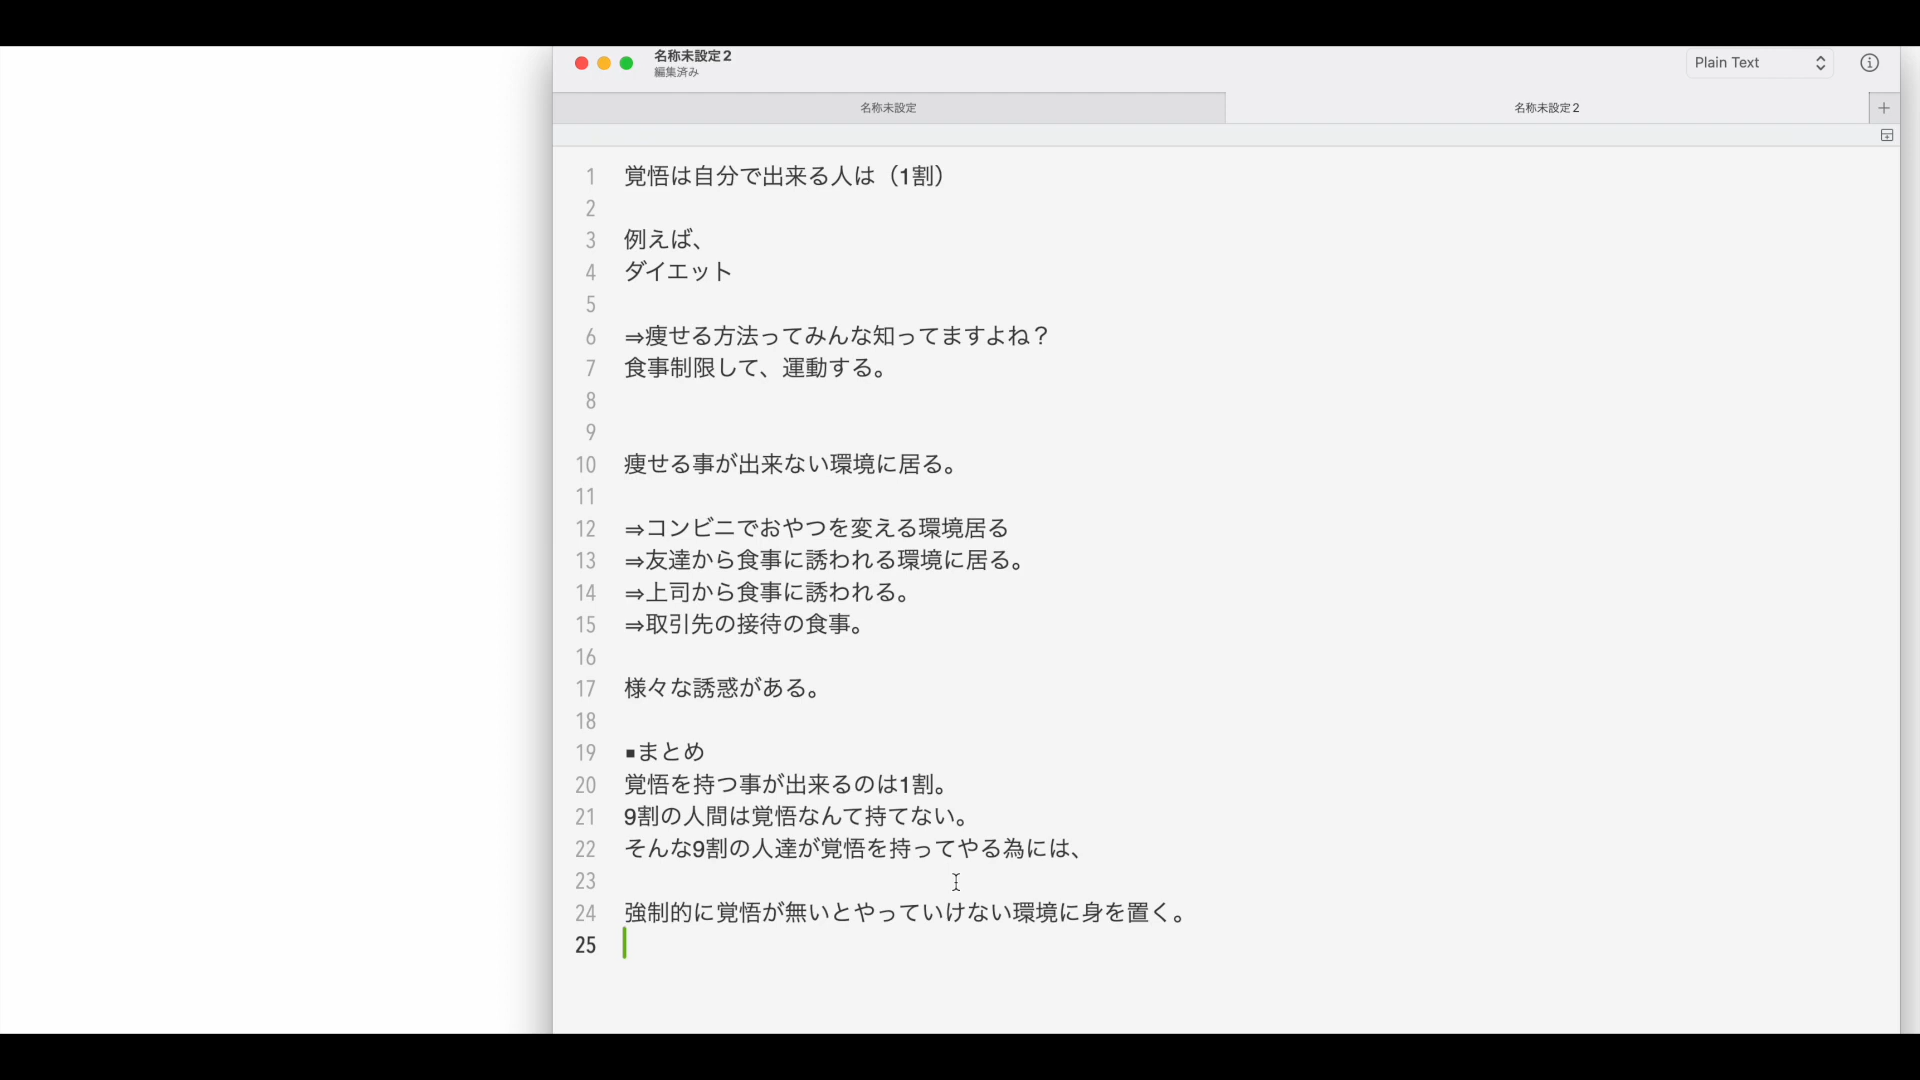 名称未設定2
編集済み
Plain Text
名称未設定
名称未設定2
1 覚悟は自分で出来る人は（1割）
2
3 例えば、
4 ダイエット
5
6 ⇒痩せる方法ってみんな知ってますよね？
7 食事制限して、運動する。
8
9
10 痩せる事が出来ない環境に居る。
11
12 ⇒コンビニでおやつを変える環境居る
13 ⇒友達から食事に誘われる環境に居る。
14 ⇒上司から食事に誘われる。
15 ⇒取引先の接待の食事。
16
17 様々な誘惑がある。
18
19 ▪まとめ
20 覚悟を持つ事が出来るのは1割。
21 9割の人間は覚悟なんて持てない。
22 そんな9割の人達が覚悟を持ってやる為には、
23
24 強制的に覚悟が無いとやっていけない環境に身を置く。
25